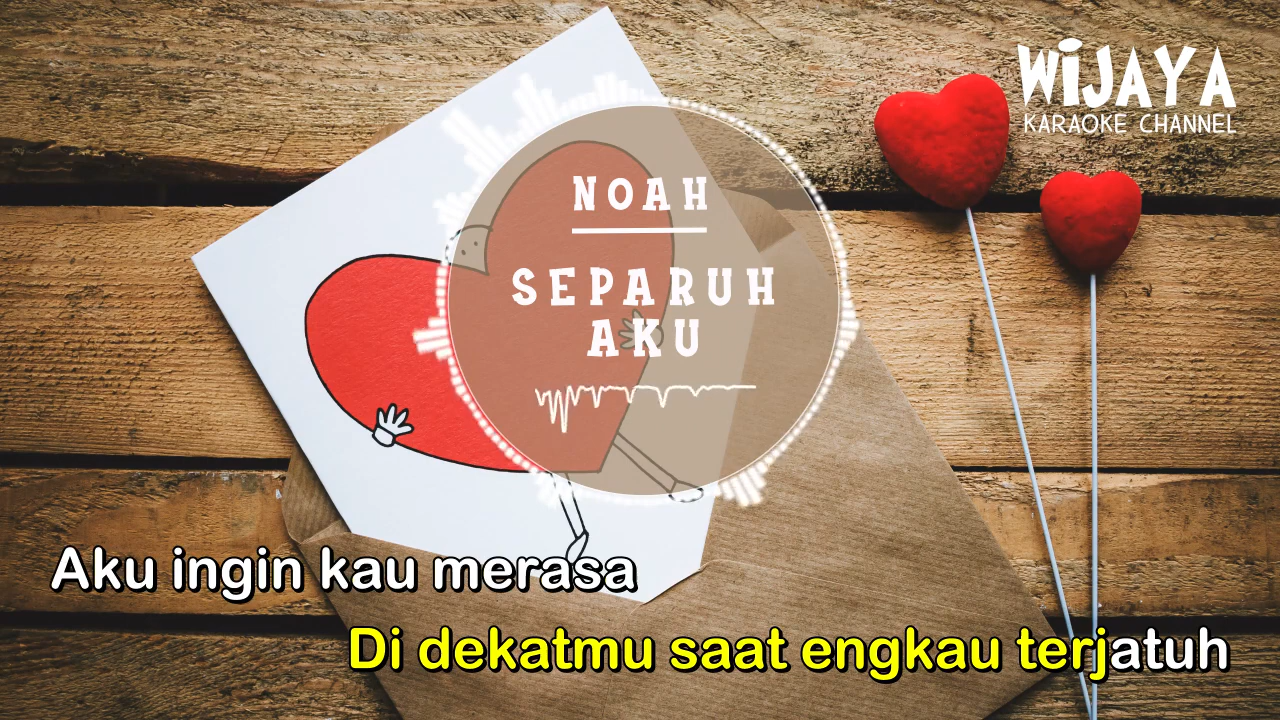 WiJAYA
KARAOKE CHANNEL
NOAH
SEPARUH
AKU
Aku ingin kau merasa
Di dekatmu saat engkau terjatuh